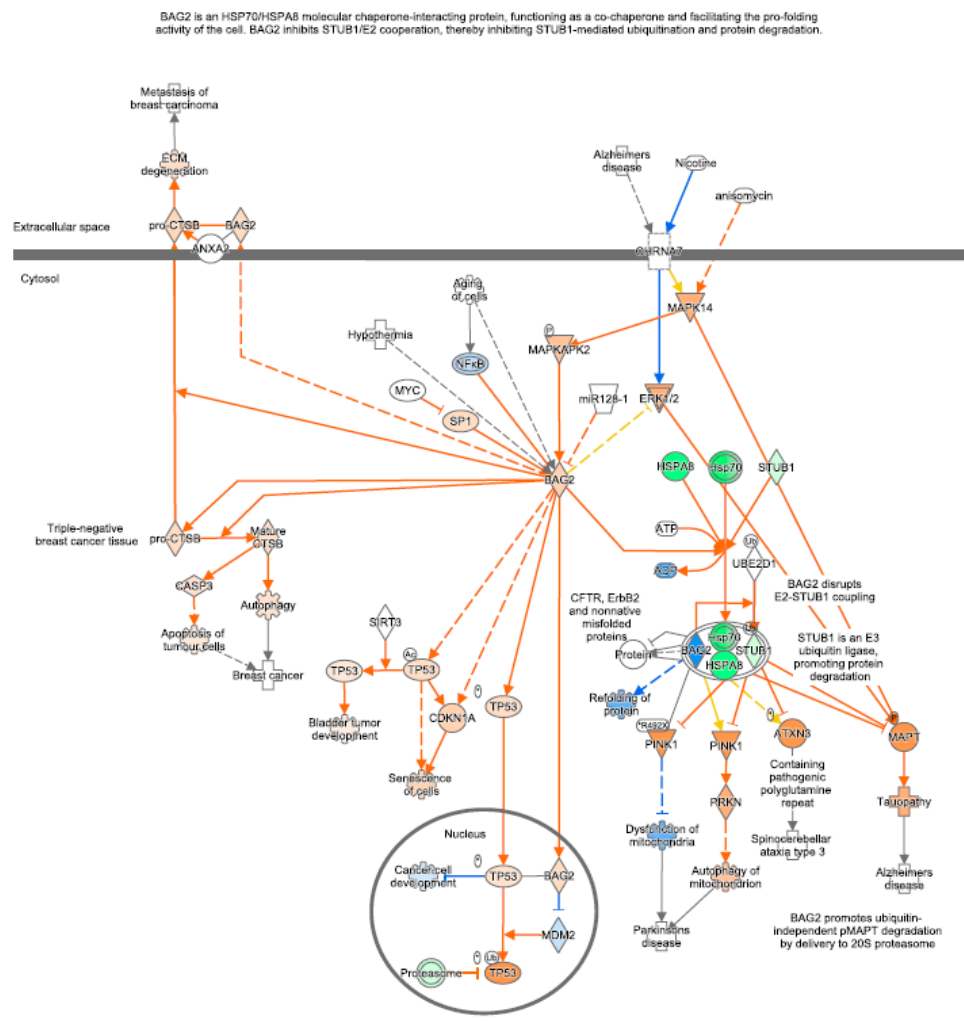 BAG2 is an HSP70/HSPA8 molecular chaperone-interacting protein, functioning as a co-chaperone and facilitating the pro-folding
activity of the cell. BAG2 inhibits STUB1/E2 cooperation, thereby inhibiting STUB1-mediated ubiquitination and protein degradation.
Metastasis of
breast carcinoma
ECM
degeneration
Alzheimers
disease
Nicotine
anisomycin
Extracellular space
pro-CTSB
BAG2
ANXA2
CHRNA7
Cytosol
Aging
of cells
MAPK14
Hypothermia
P
MAPKAPK2
NFκB
MYC
miR128-1
ERK1/2
SP1
HSPA8
Hsp70
STUB1
BAG2
Triple-negative
breast cancer tissue
pro-CTSB
Mature
CTSB
ATP
Ub
UBE2D1
ADP
CASP3
Autophagy
BAG2 disrupts
E2-STUB1 coupling
CFTR, ErbB2
and nonnative
misfolded
proteins
SIRT3
Apoptosis of
tumour cells
Ub
Hsp70
BAG2
STUB1
HSPA8
Protein
STUB1 is an E3
ubiquitin ligase,
promoting protein
degradation
Breast cancer
Ac
TP53
TP53
Refolding of
protein
CDKN1A
TP53
*R492X
PINK1
PINK1
ATXN3
P
MAPT
Bladder tumor
development
Containing
pathogenic
polyglutamine
repeat
Senescence
of cells
PRKN
Tauopathy
Nucleus
Dysfunction of
mitochondria
Spinocerebellar
ataxia type 3
Cancer cell
development
TP53
BAG2
Autophagy of
mitochondrion
Alzheimers
disease
MDM2
Parkinsons
disease
BAG2 promotes ubiquitin-
independent pMAPT degradation
by delivery to 20S proteasome
Proteasome
Ub
TP53